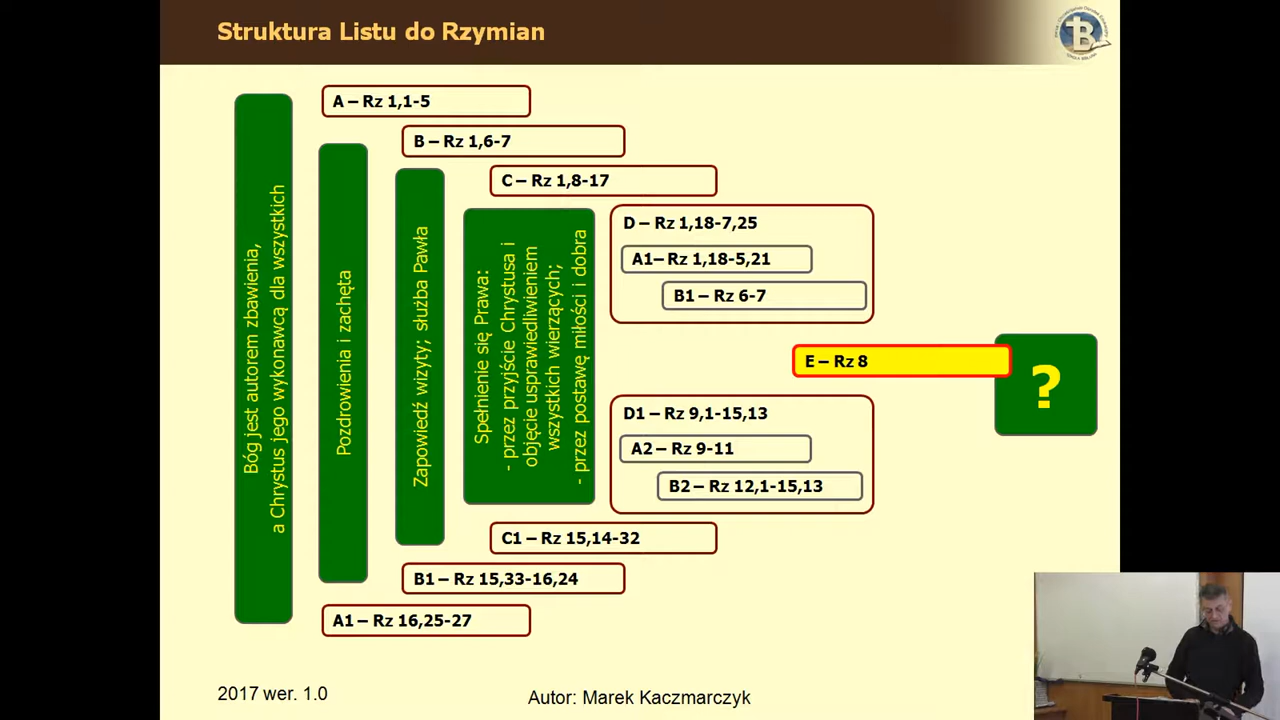 Struktura Listu do Rzymian
A – Rz 1,1-5
B – Rz 1,6-7
C – Rz 1,8-17
D – Rz 1,18-7,25
A1– Rz 1,18-5,21
B1 – Rz 6-7
E – Rz 8
?
D1 – Rz 9,1-15,13
A2 – Rz 9-11
B2 – Rz 12,1-15,13
C1 – Rz 15,14-32
B1 – Rz 15,33-16,24
A1 – Rz 16,25-27
Bóg jest autorem zbawienia,
a Chrystus jego wykonawcą dla wszystkich
Pozdrowienia i zachęta
Zapowiedź wizyty; służba Pawła
Spełnienie się Prawa:
- przez przyjście Chrystusa i
objęcie usprawiedliwieniem
wszystkich wierzących;
- przez postawę miłości i dobra
2017 wer. 1.0
Autor: Marek Kaczmarczyk